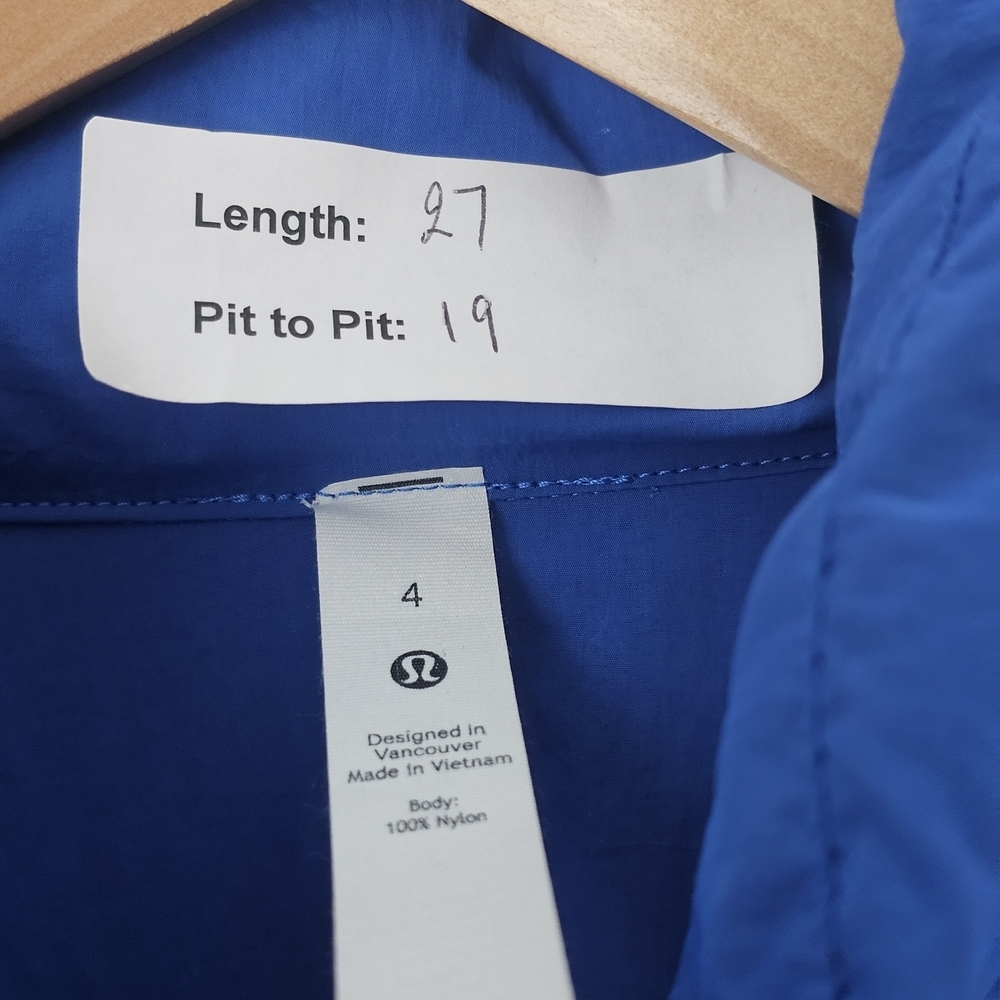 Length: 27
Pit to Pit: 19
4
Designed in
Vancouver
Made in Vietnam
Body:
100% Nylon